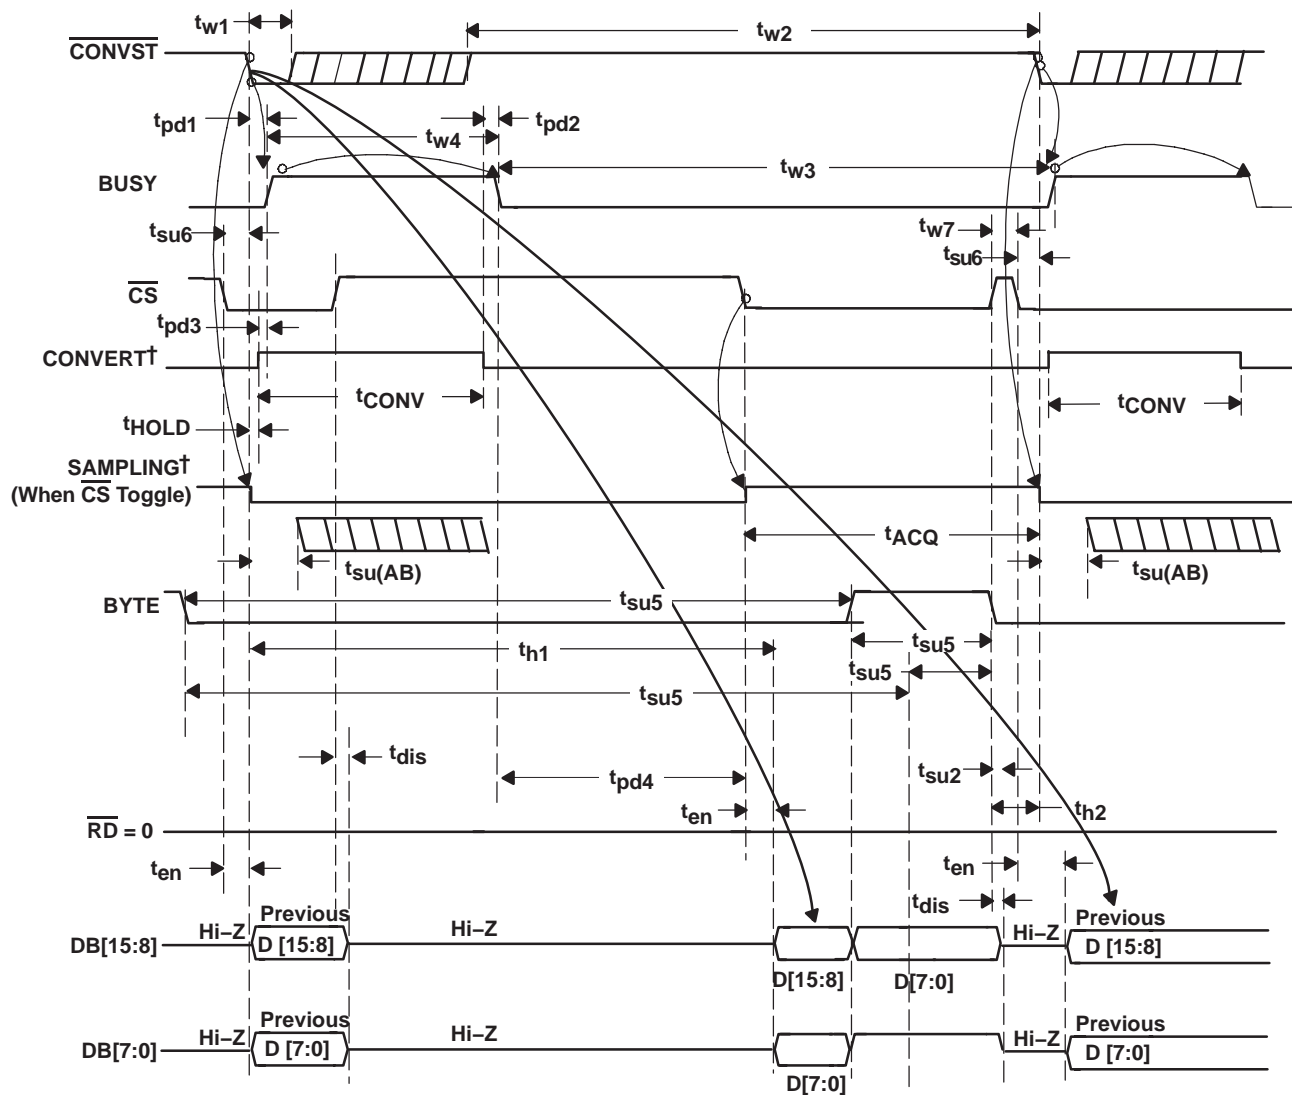 tw1
tw2
CONVST
tpd1
tw4
tpd2
tw3
BUSY
tsu6
tw7
tsu6
CS
tpd3
CONVERT†
tCONV
tCONV
tHOLD
SAMPLING†
(When CS Toggle)
tACQ
tsu(AB)
tsu(AB)
BYTE
tsu5
tsu5
th1
tsu5
tsu5
tdis
tpd4
tsu2
th2
ten
RD = 0
ten
ten
tdis
Previous
Previous
DB[15:8]
Hi–Z
D [15:8]
Hi–Z
Hi–Z
D [15:8]
D[15:8]
D[7:0]
Previous
Previous
DB[7:0]
Hi–Z
D [7:0]
Hi–Z
Hi–Z
D [7:0]
D[7:0]